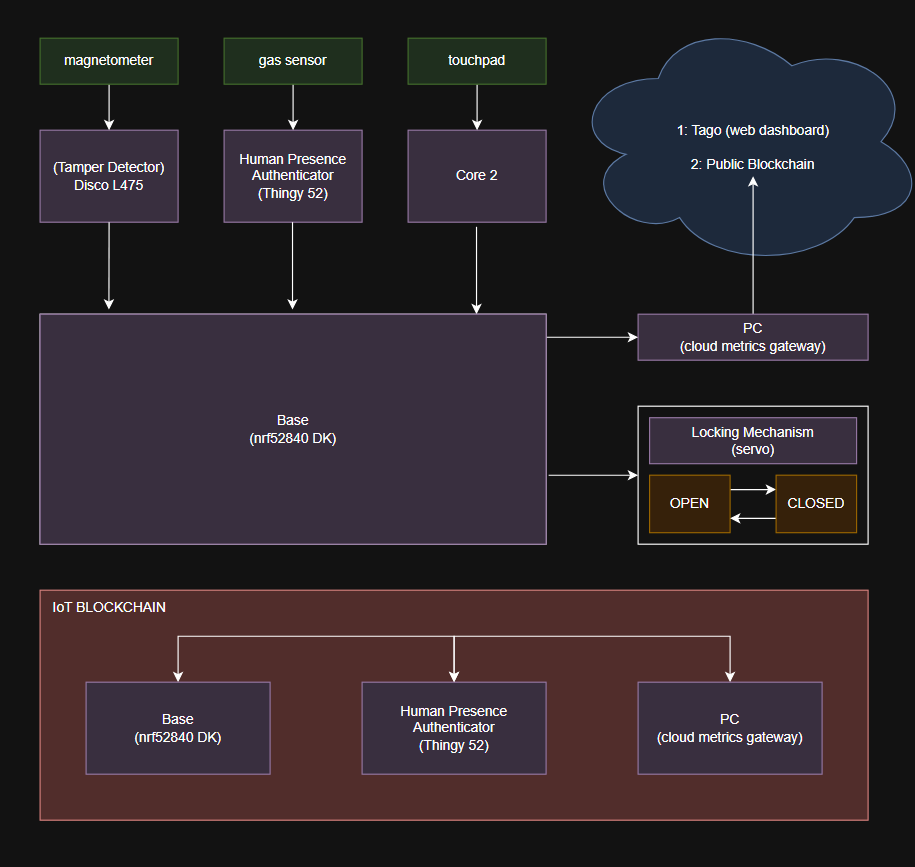 magnetometer
gas sensor
touchpad
(Tamper Detector)
Disco L475
Human Presence
Authenticator
(Thingy 52)
Core 2
1: Tago (web dashboard)
2: Public Blockchain
Base
(nrf52840 DK)
PC
(cloud metrics gateway)
Locking Mechanism
(servo)
OPEN
CLOSED
IoT BLOCKCHAIN
Base
(nrf52840 DK)
Human Presence
Authenticator
(Thingy 52)
PC
(cloud metrics gateway)